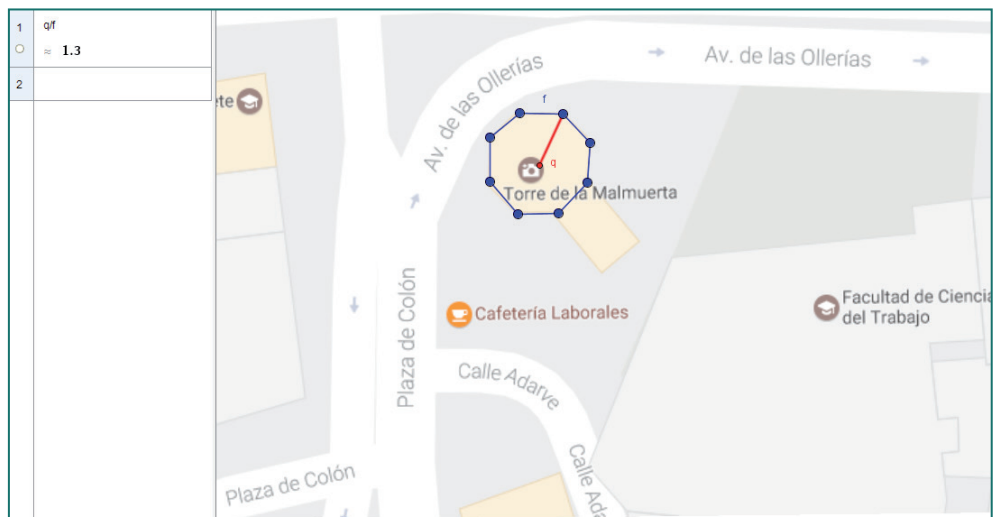 1
q/f
≈ 1.3
2
te
Av. de las Ollerías
Av. de las Ollerías
f
q
Torre de la Malmuerta
Plaza de Colón
Cafetería Laborales
Facultad de Ciencia
del Trabajo
Calle Adarve
Calle Ada
Plaza de Colón